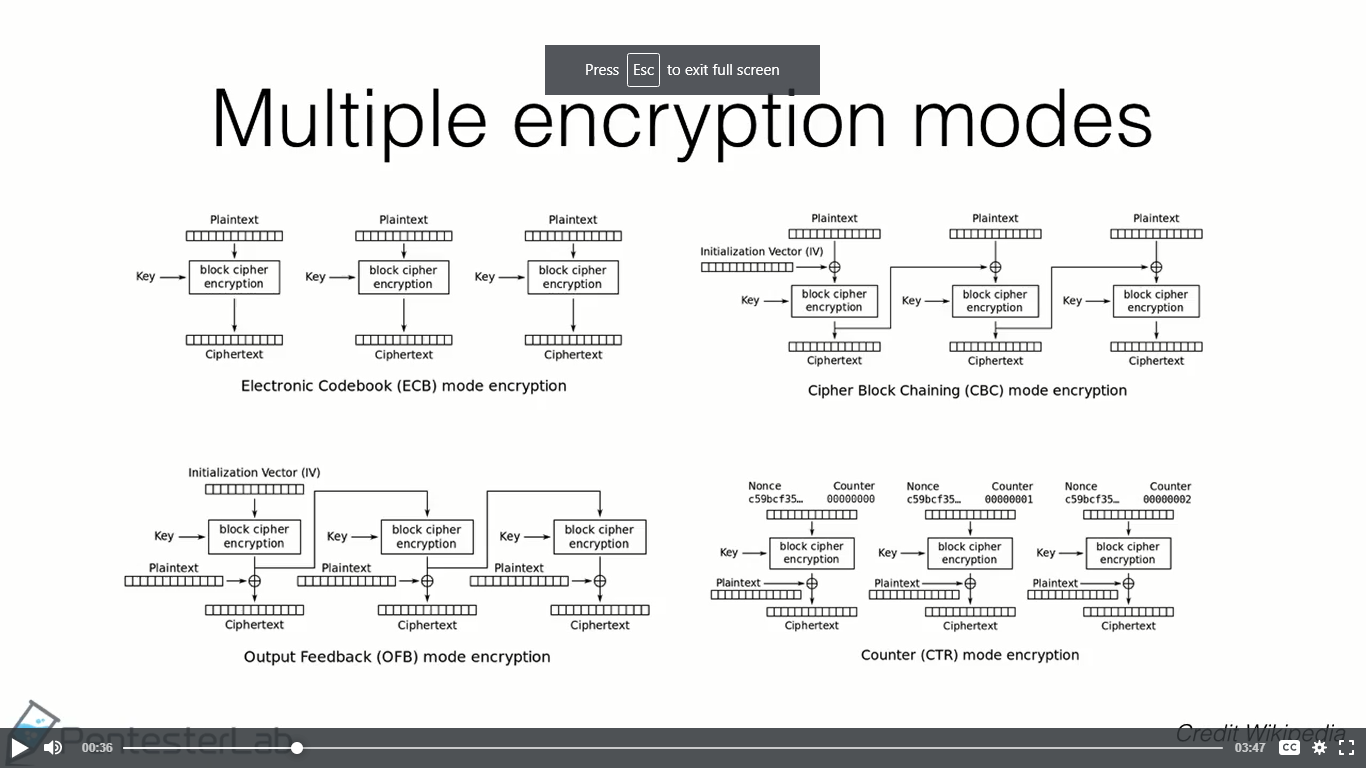 Press Esc to exit full screen
Multiple encryption modes
Plaintext Plaintext Plaintext
Key block cipher encryption Key block cipher encryption Key block cipher encryption
Ciphertext Ciphertext Ciphertext
Electronic Codebook (ECB) mode encryption
Plaintext Plaintext Plaintext
Initialization Vector (IV)
Key block cipher encryption Key block cipher encryption Key block cipher encryption
Ciphertext Ciphertext Ciphertext
Cipher Block Chaining (CBC) mode encryption
Initialization Vector (IV)
Key block cipher encryption Key block cipher encryption Key block cipher encryption
Plaintext Plaintext Plaintext
Ciphertext Ciphertext Ciphertext
Output Feedback (OFB) mode encryption
Nonce Counter Nonce Counter Nonce Counter
c59bcf35… 00000000 c59bcf35… 00000001 c59bcf35… 00000002
Key block cipher encryption Key block cipher encryption Key block cipher encryption
Plaintext Plaintext Plaintext
Ciphertext Ciphertext Ciphertext
Counter (CTR) mode encryption
PentesterLab
Credit Wikipedia
00:36 03:47 CC